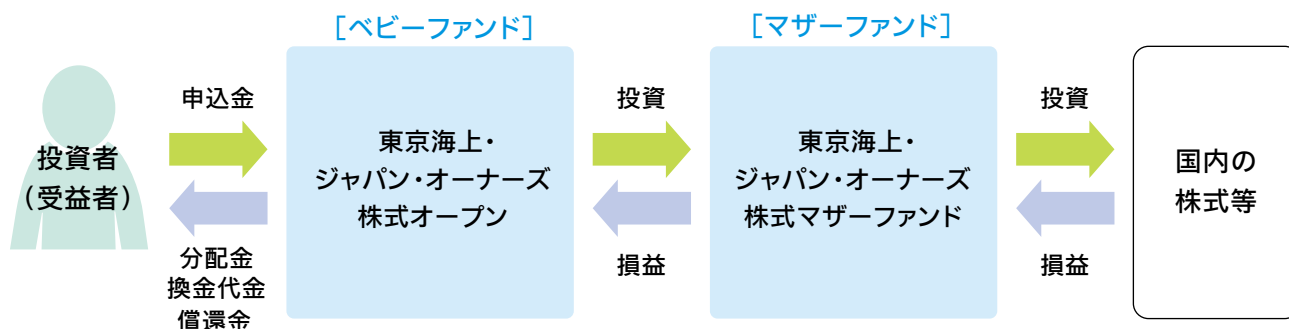 [ベビーファンド]
[マザーファンド]
投資者
(受益者)
申込金
分配金
換金代金
償還金
東京海上・
ジャパン・オーナーズ
株式オープン
投資
損益
東京海上・
ジャパン・オーナーズ
株式マザーファンド
投資
損益
国内の
株式等